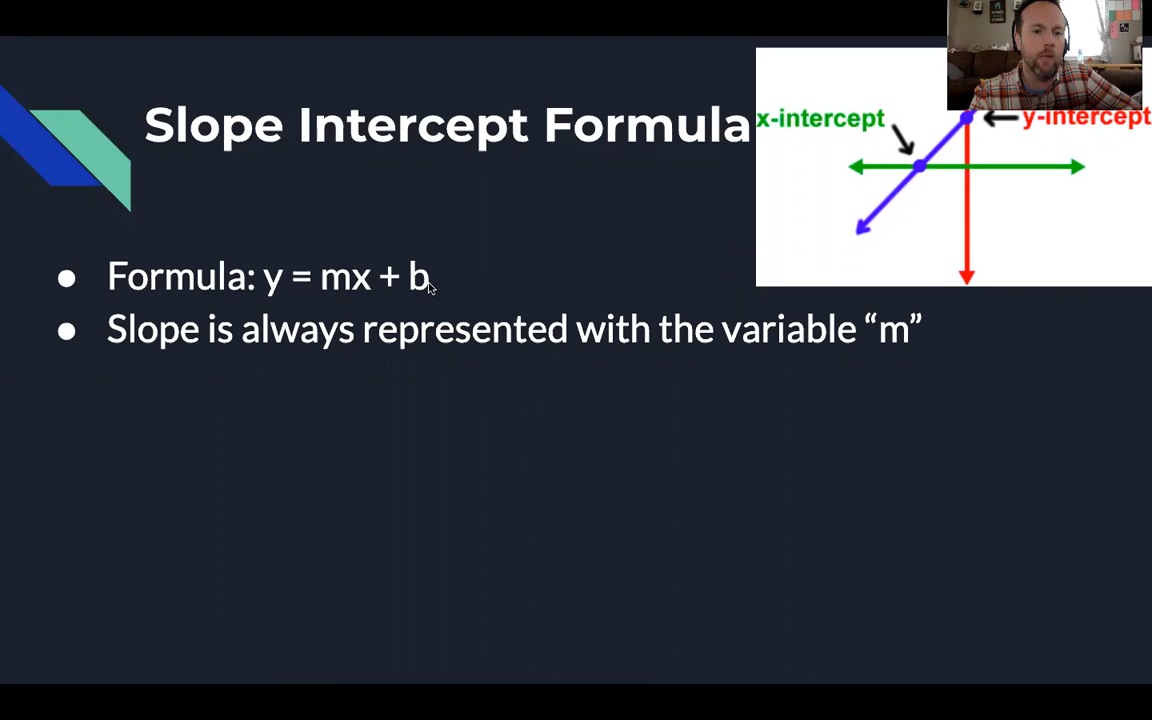 Slope Intercept Formula
x-intercept
y-intercept
Formula: y = mx + b
Slope is always represented with the variable “m”